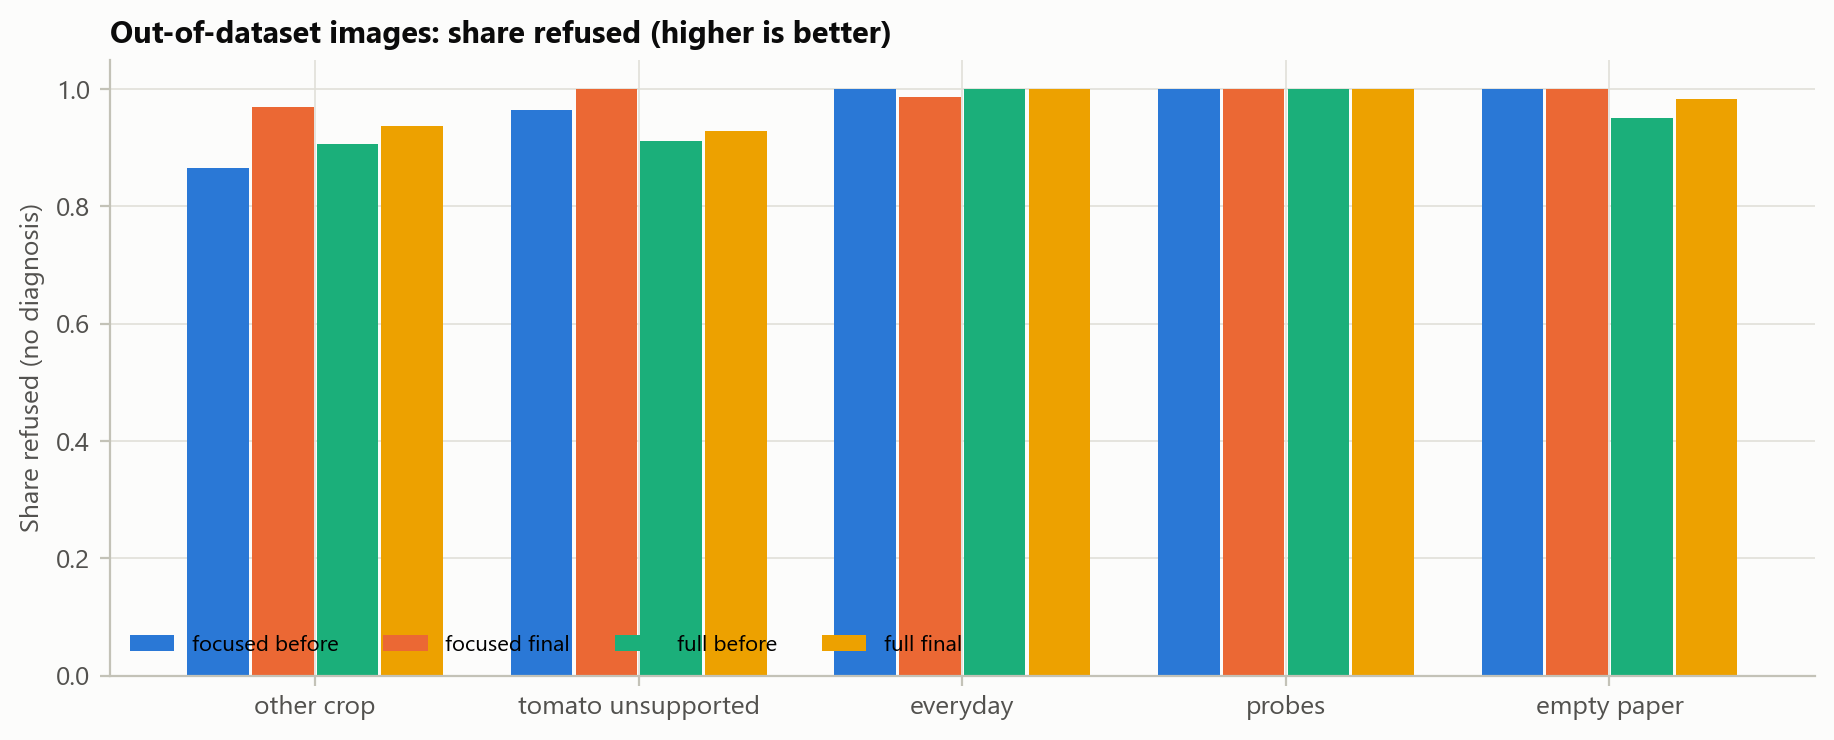 Out-of-dataset images: share refused (higher is better)
Share refused (no diagnosis)
1.0
0.8
0.6
0.4
0.2
0.0
focused before focused final full before full final
other crop tomato unsupported everyday probes empty paper